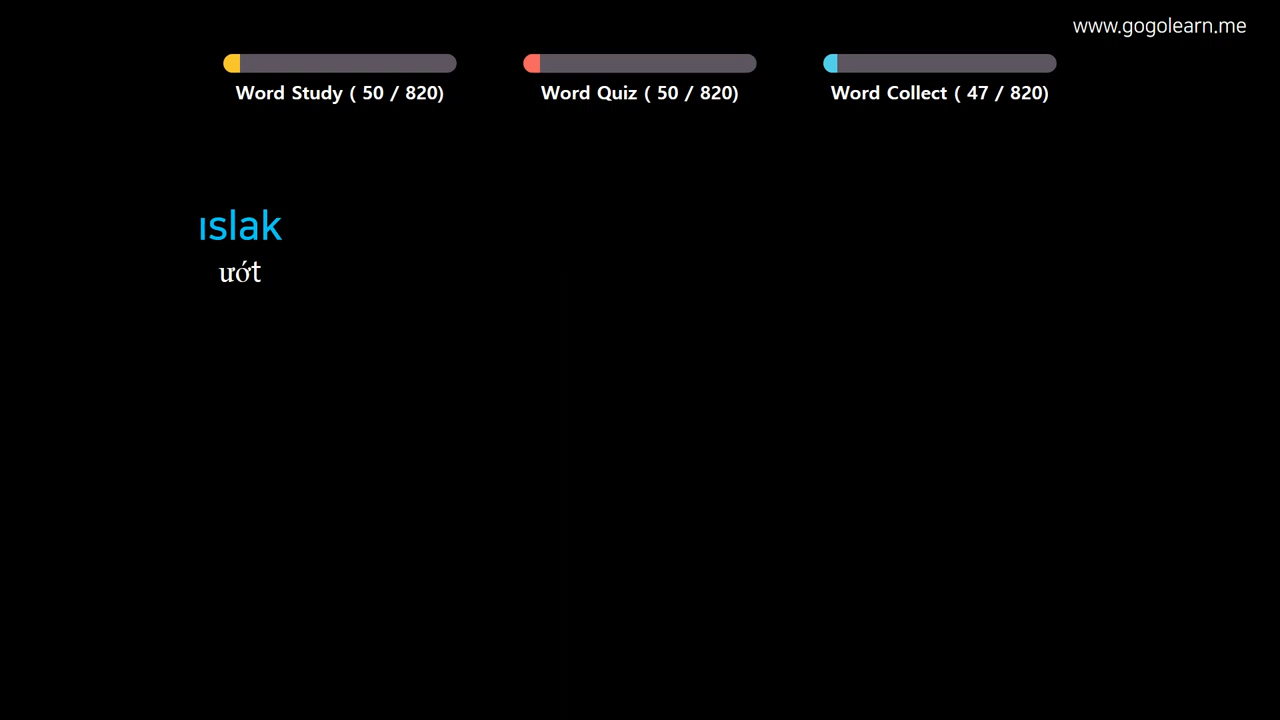 www.gogolearn.me
Word Study ( 50 / 820)
Word Quiz ( 50 / 820)
Word Collect ( 47 / 820)
ıslak
ướt